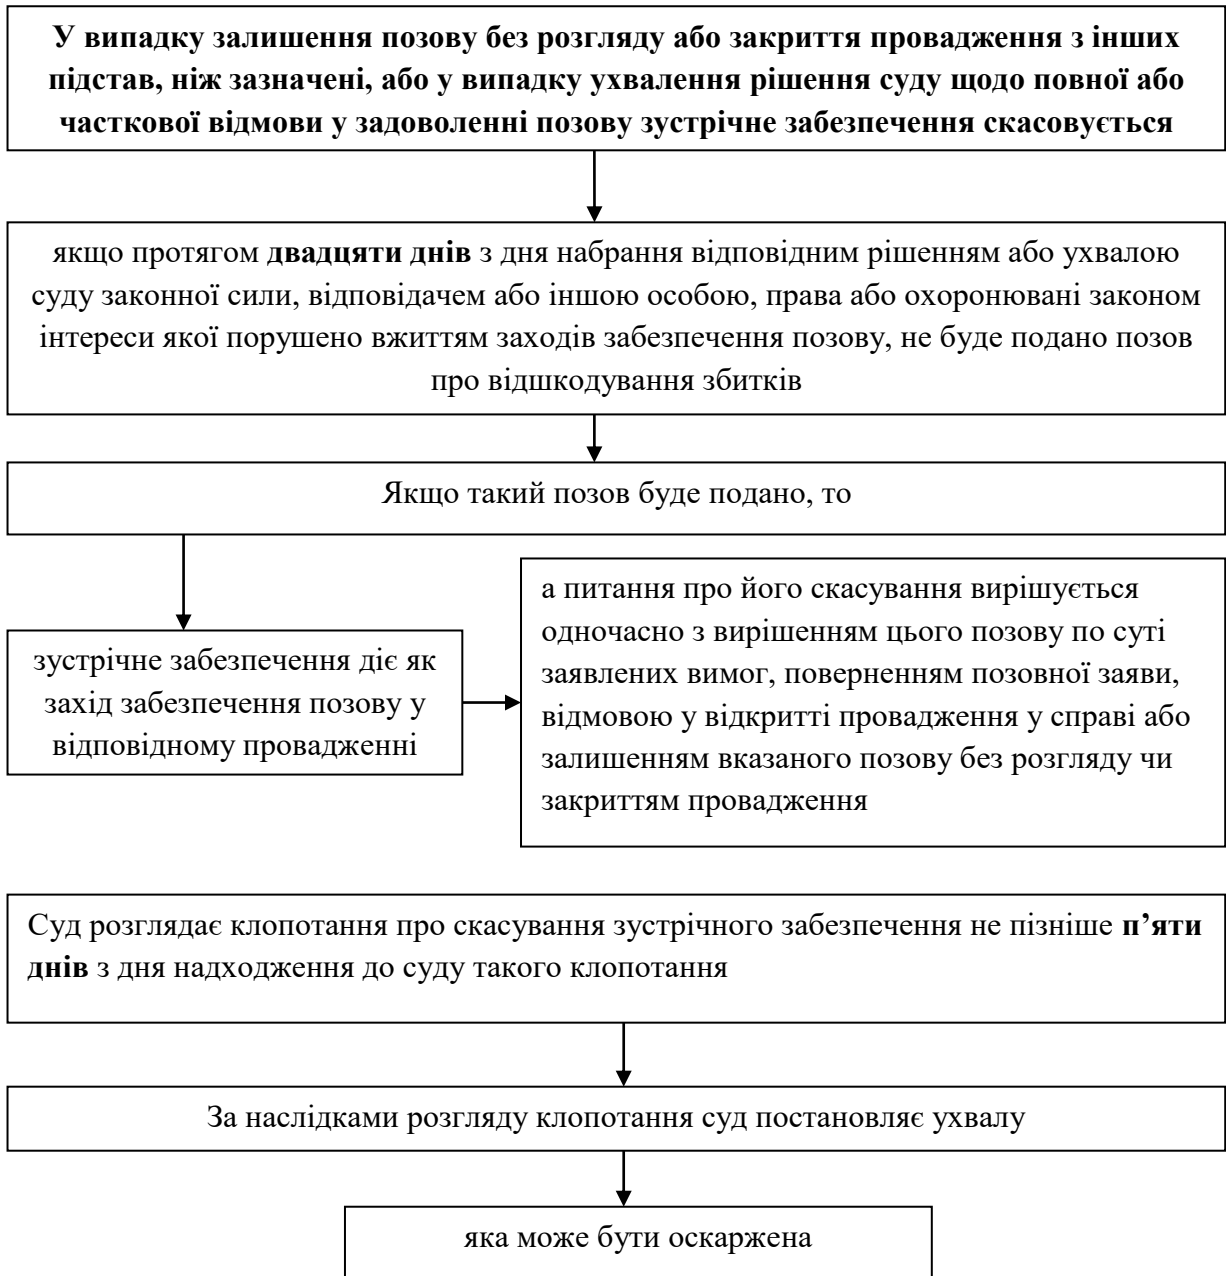 У випадку залишення позову без розгляду або закриття провадження з інших
підстав, ніж зазначені, або у випадку ухвалення рішення суду щодо повної або
часткової відмови у задоволенні позову зустрічне забезпечення скасовується
якщо протягом двадцяти днів з дня набрання відповідним рішенням або ухвалою
суду законної сили, відповідачем або іншою особою, права або охоронювані законом
інтереси якої порушено вжиттям заходів забезпечення позову, не буде подано позов
про відшкодування збитків
Якщо такий позов буде подано, то
зустрічне забезпечення діє як
захід забезпечення позову у
відповідному провадженні
а питання про його скасування вирішується
одночасно з вирішенням цього позову по суті
заявлених вимог, поверненням позовної заяви,
відмовою у відкритті провадження у справі або
залишенням вказаного позову без розгляду чи
закриттям провадження
Суд розглядає клопотання про скасування зустрічного забезпечення не пізніше п’яти
днів з дня надходження до суду такого клопотання
За наслідками розгляду клопотання суд постановляє ухвалу
яка може бути оскаржена